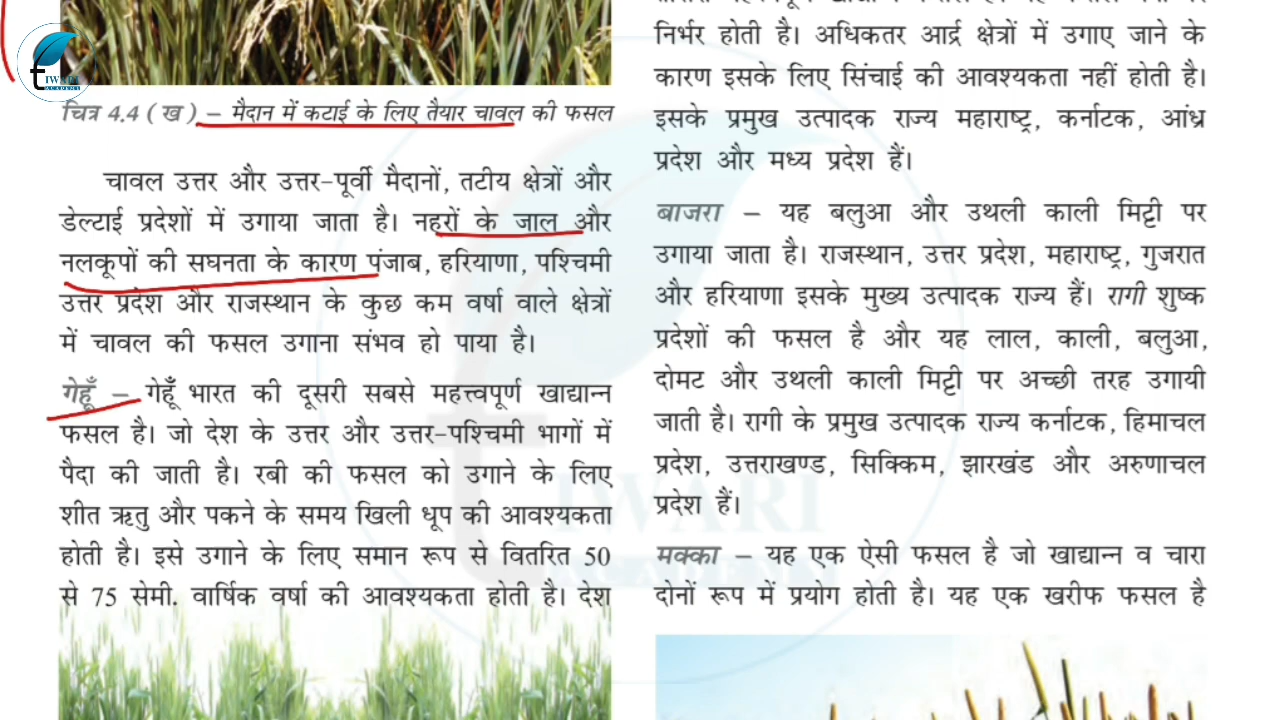 TIWARI
ACADEMY
चित्र 4.4 ( ख ) – मैदान में कटाई के लिए तैयार चावल की फसल
चावल उत्तर और उत्तर-पूर्वी मैदानों, तटीय क्षेत्रों और
डेल्टाई प्रदेशों में उगाया जाता है। नहरों के जाल और
नलकूपों की सघनता के कारण पंजाब, हरियाणा, पश्चिमी
उत्तर प्रदेश और राजस्थान के कुछ कम वर्षा वाले क्षेत्रों
में चावल की फसल उगाना संभव हो पाया है।
गेहूँ – गेहूँ भारत की दूसरी सबसे महत्त्वपूर्ण खाद्यान्न
फसल है। जो देश के उत्तर और उत्तर-पश्चिमी भागों में
पैदा की जाती है। रबी की फसल को उगाने के लिए
शीत ऋतु और पकने के समय खिली धूप की आवश्यकता
होती है। इसे उगाने के लिए समान रूप से वितरित 50
से 75 सेमी. वार्षिक वर्षा की आवश्यकता होती है। देश
निर्भर होती है। अधिकतर आर्द्र क्षेत्रों में उगाए जाने के
कारण इसके लिए सिंचाई की आवश्यकता नहीं होती है।
इसके प्रमुख उत्पादक राज्य महाराष्ट्र, कर्नाटक, आंध्र
प्रदेश और मध्य प्रदेश हैं।
बाजरा – यह बलुआ और उथली काली मिट्टी पर
उगाया जाता है। राजस्थान, उत्तर प्रदेश, महाराष्ट्र, गुजरात
और हरियाणा इसके मुख्य उत्पादक राज्य हैं। रागी शुष्क
प्रदेशों की फसल है और यह लाल, काली, बलुआ,
दोमट और उथली काली मिट्टी पर अच्छी तरह उगायी
जाती है। रागी के प्रमुख उत्पादक राज्य कर्नाटक, हिमाचल
प्रदेश, उत्तराखण्ड, सिक्किम, झारखंड और अरुणाचल
प्रदेश हैं।
मक्का – यह एक ऐसी फसल है जो खाद्यान्न व चारा
दोनों रूप में प्रयोग होती है। यह एक खरीफ फसल है